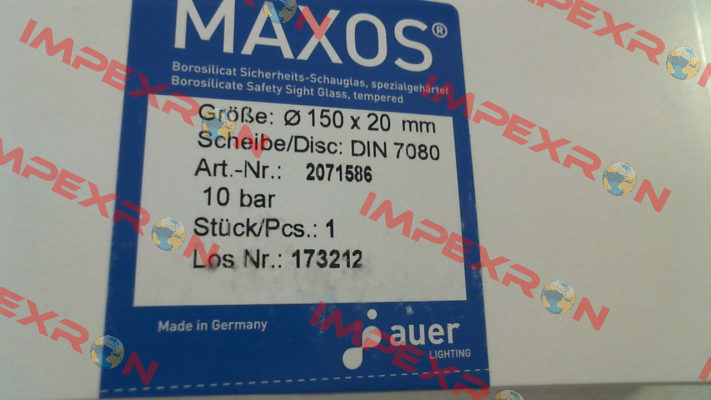 MAXOS®
Borosilicat Sicherheits-Schauglas, spezialgehärtet
Borosilicate Safety Sight Glass, tempered
Größe: Ø 150 x 20 mm
Scheibe/Disc: DIN 7080
Art.-Nr.: 2071586
10 bar
Stück/Pcs.: 1
Los Nr.: 173212
Made in Germany
auer
LIGHTING
IMPEXRON
IMPEXRON
IMPEXRON
IMPEXRON
IMPEXRON
IMPEXRON